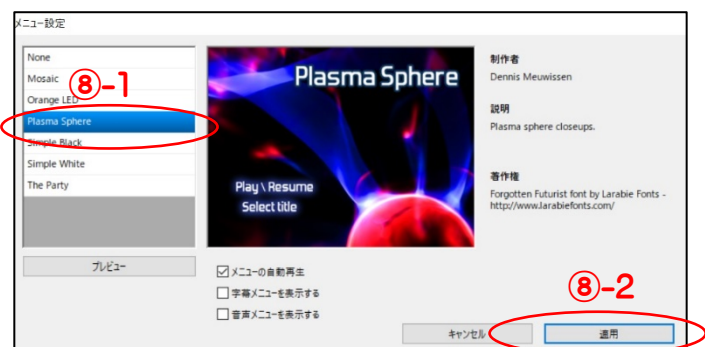 メニュー設定
None
Mosaic
⑧-1
Orange LED
Plasma Sphere
Simple Black
Simple White
The Party
プレビュー
Plasma Sphere
Play \ Resume
Select title
メニューの自動再生
字幕メニューを表示する
音声メニューを表示する
制作者
Dennis Meuwissen
説明
Plasma sphere closeups.
著作権
Forgotten Futurist font by Larabie Fonts -
http://www.larabiefonts.com/
⑧-2
キャンセル
適用